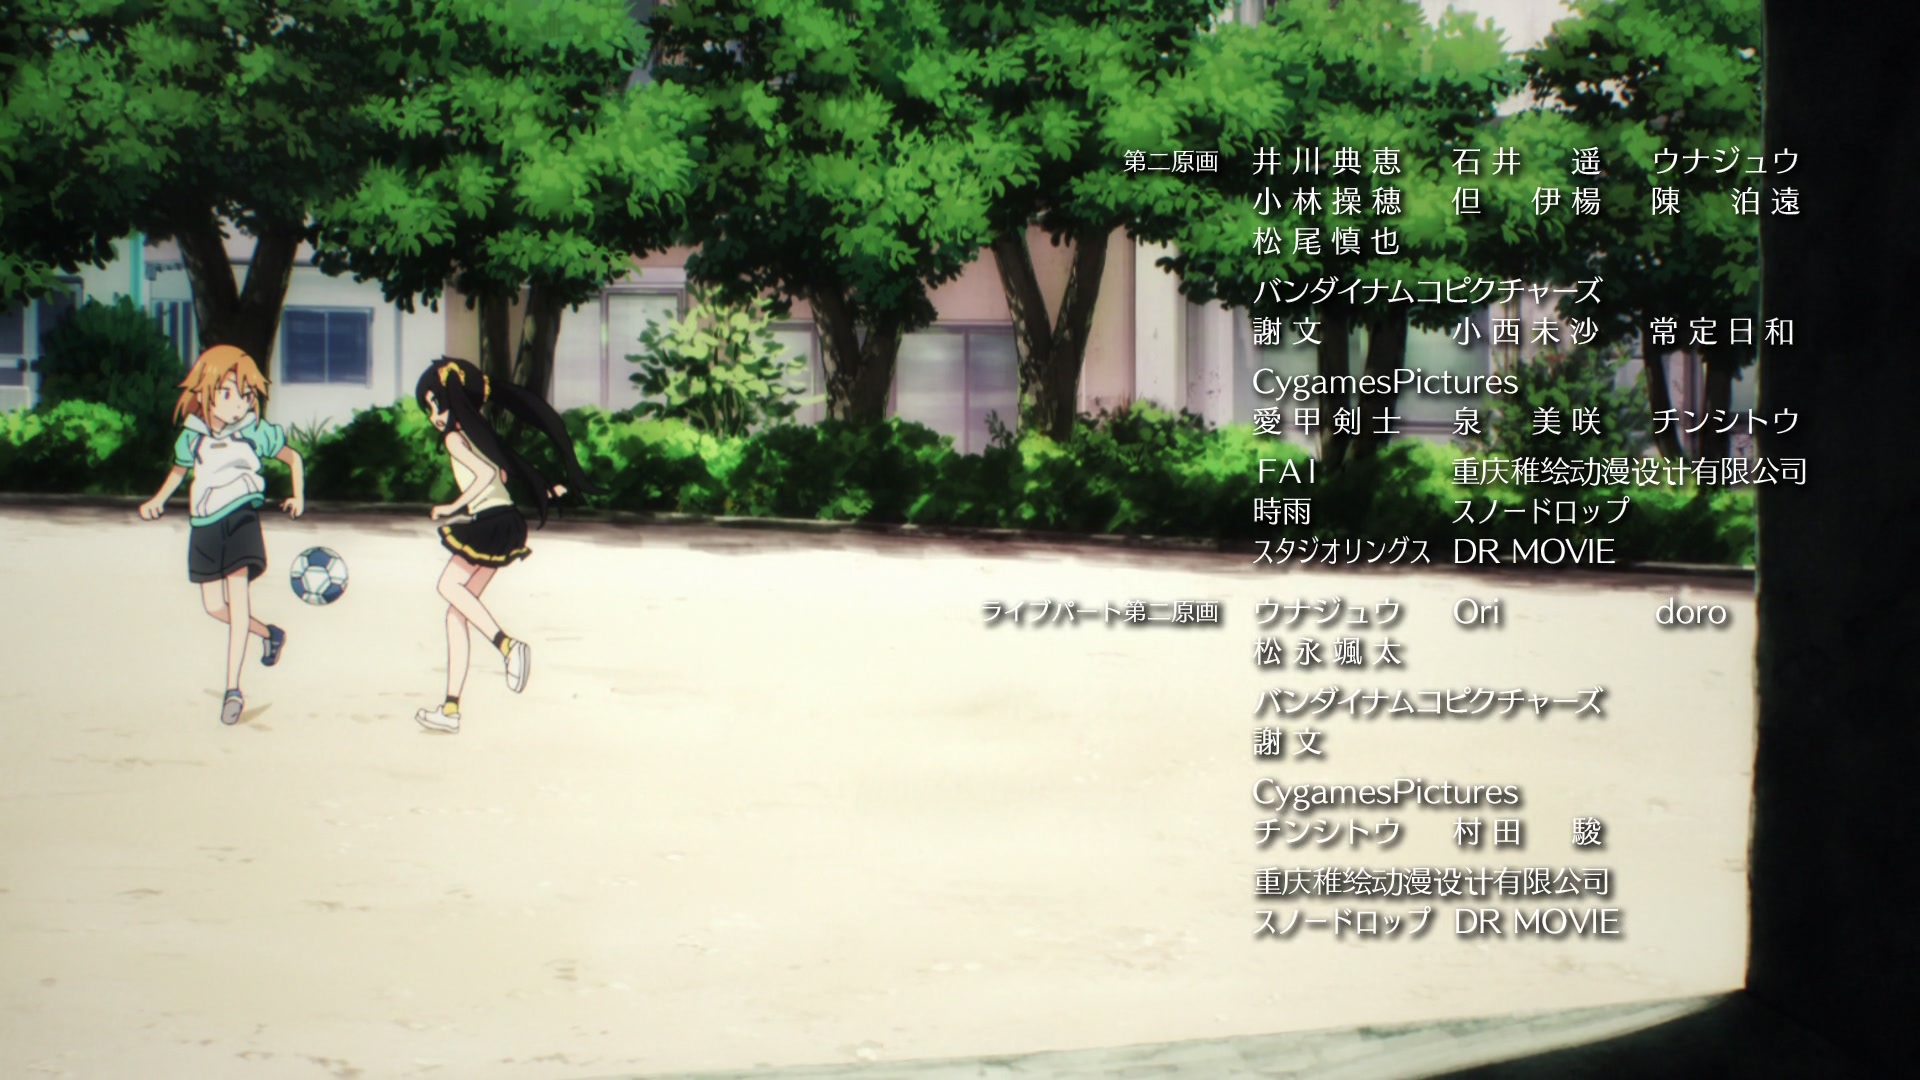 第二原画 井川典恵 石井 遥 ウナジュウ
小林操穂 但 伊楊 陳 泊遠
松尾慎也
バンダイナムコピクチャーズ
謝文 小西未沙 常定日和
CygamesPictures
愛甲剣士 泉 美咲 チンシトウ
FAI 重庆稚绘动漫设计有限公司
時雨 スノードロップ
スタジオリングス DR MOVIE
ライブパート第二原画 ウナジュウ Ori doro
松永颯太
バンダイナムコピクチャーズ
謝文
CygamesPictures
チンシトウ 村田 駿
重庆稚绘动漫设计有限公司
スノードロップ DR MOVIE